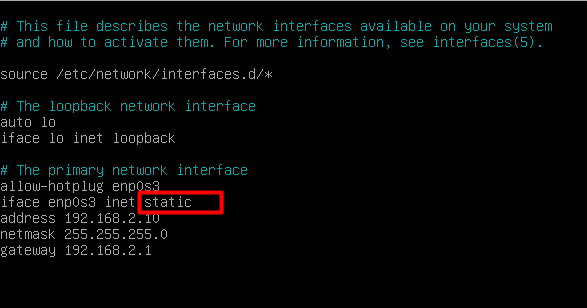 # This file describes the network interfaces available on your system
# and how to activate them. For more information, see interfaces(5).
source /etc/network/interfaces.d/*
# The loopback network interface
auto lo
iface lo inet loopback
# The primary network interface
allow-hotplug enp0s3
iface enp0s3 inet static
address 192.168.2.10
netmask 255.255.255.0
gateway 192.168.2.1